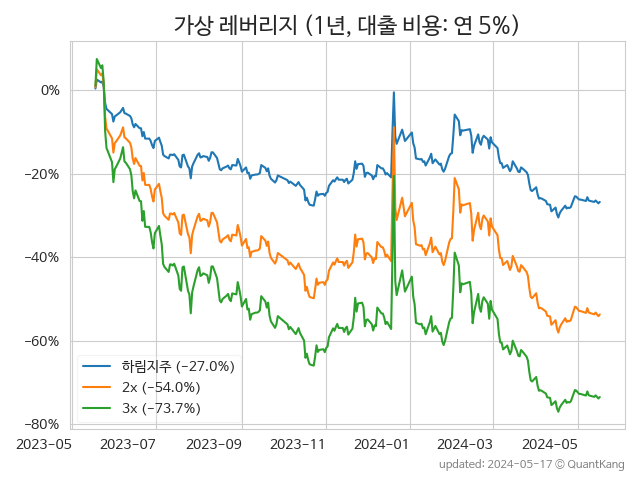 가상 레버리지 (1년, 대출 비용: 연 5%)
0%
−20%
−40%
−60%
−80%
하림지주 (−27.0%)
2x (−54.0%)
3x (−73.7%)
2023−05 2023−07 2023−09 2023−11 2024−01 2024−03 2024−05
updated: 2024−05−17 © QuantKang